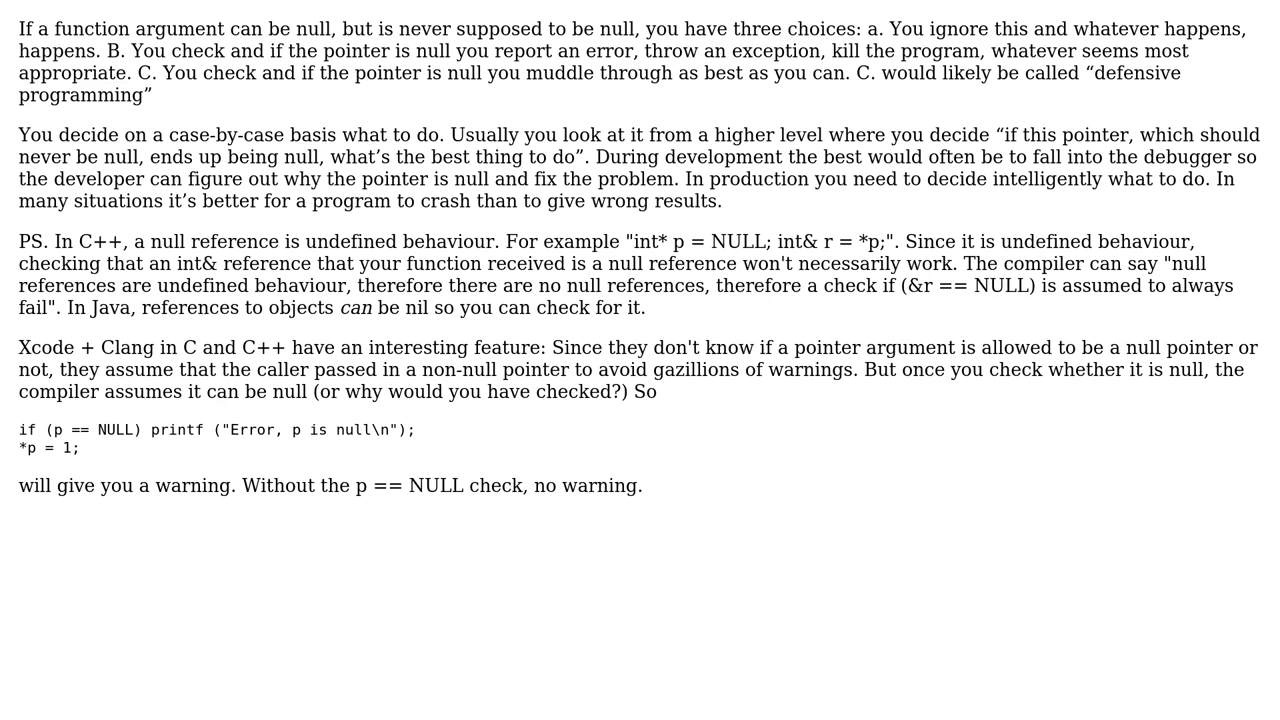 If a function argument can be null, but is never supposed to be null, you have three choices: a. You ignore this and whatever happens,
happens. B. You check and if the pointer is null you report an error, throw an exception, kill the program, whatever seems most
appropriate. C. You check and if the pointer is null you muddle through as best as you can. C. would likely be called “defensive
programming”
You decide on a case-by-case basis what to do. Usually you look at it from a higher level where you decide “if this pointer, which should
never be null, ends up being null, what’s the best thing to do”. During development the best would often be to fall into the debugger so
the developer can figure out why the pointer is null and fix the problem. In production you need to decide intelligently what to do. In
many situations it’s better for a program to crash than to give wrong results.
PS. In C++, a null reference is undefined behaviour. For example "int* p = NULL; int& r = *p;". Since it is undefined behaviour,
checking that an int& reference that your function received is a null reference won't necessarily work. The compiler can say "null
references are undefined behaviour, therefore there are no null references, therefore a check if (&r == NULL) is assumed to always
fail". In Java, references to objects can be nil so you can check for it.
Xcode + Clang in C and C++ have an interesting feature: Since they don't know if a pointer argument is allowed to be a null pointer or
not, they assume that the caller passed in a non-null pointer to avoid gazillions of warnings. But once you check whether it is null, the
compiler assumes it can be null (or why would you have checked?) So
if (p == NULL) printf ("Error, p is null\n");
*p = 1;
will give you a warning. Without the p == NULL check, no warning.